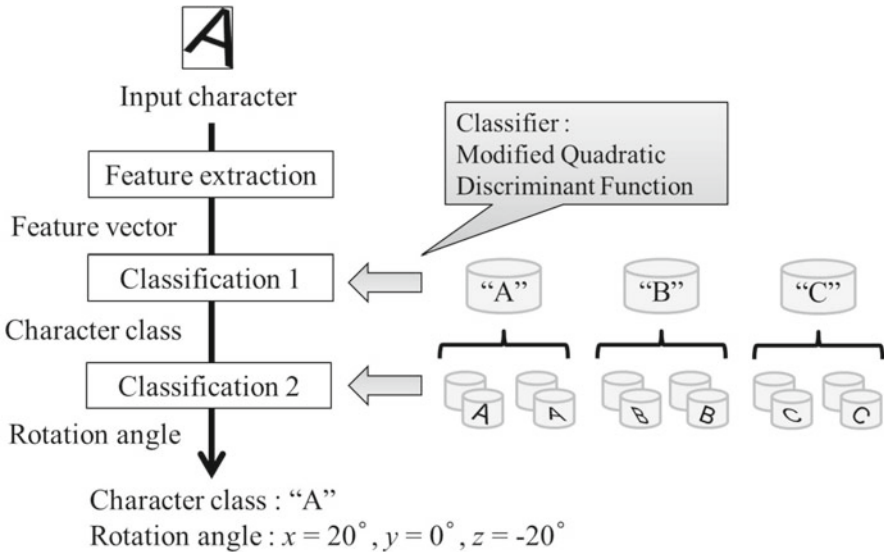 A
Input character
Classifier :
Modified Quadratic
Discriminant Function
Feature extraction
Feature vector
Classification 1
"A" "B" "C"
Character class
Classification 2
A A B B C C
Rotation angle
Character class : "A"
Rotation angle : x = 20°, y = 0°, z = -20°